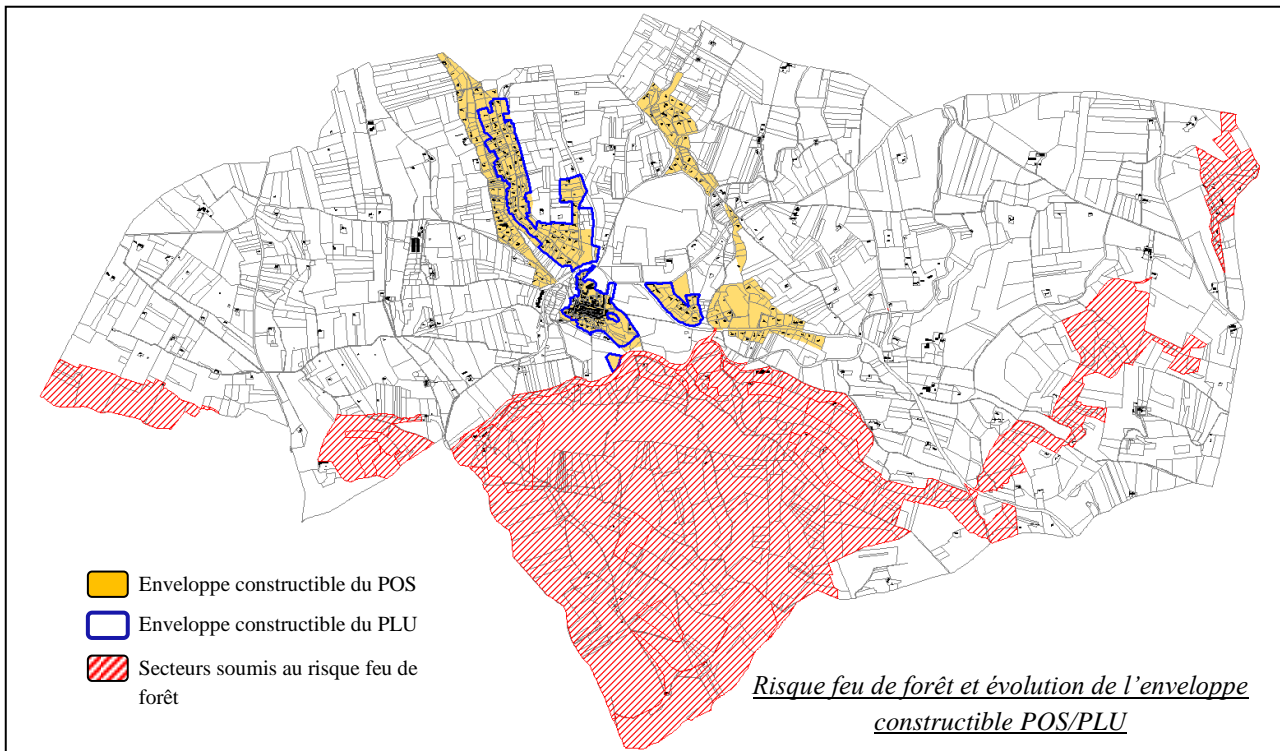 Enveloppe constructible du POS
Enveloppe constructible du PLU
Secteurs soumis au risque feu de
forêt
Risque feu de forêt et évolution de l’enveloppe
constructible POS/PLU